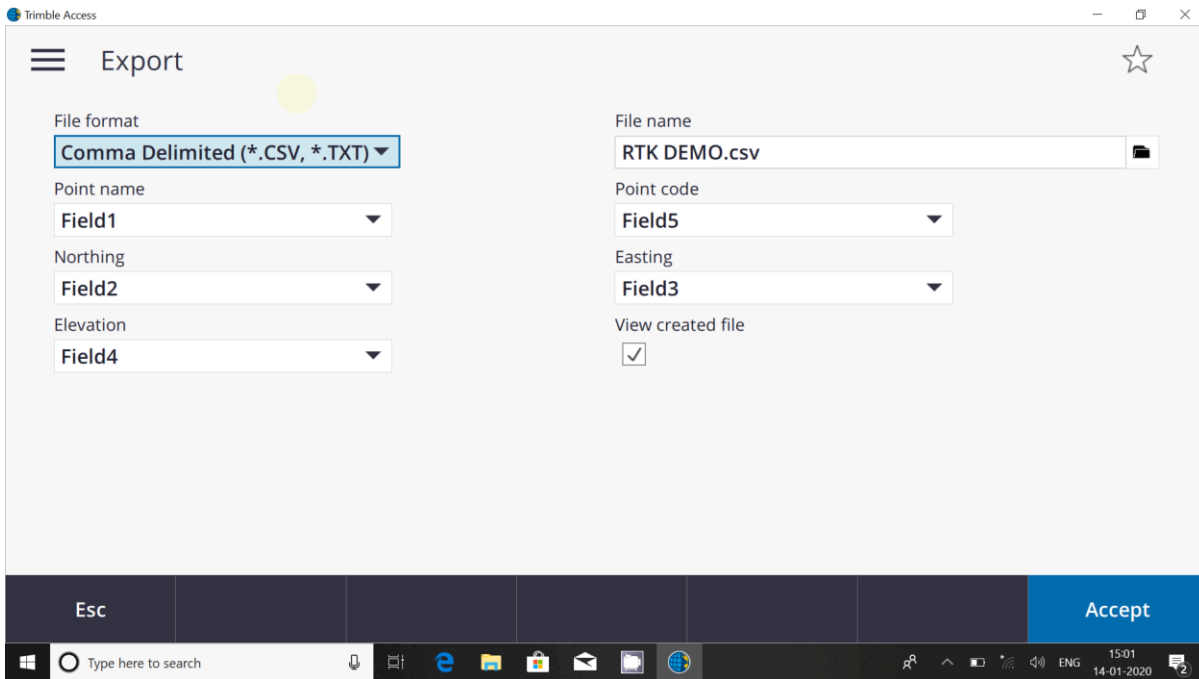 Trimble Access
Export
File format
Comma Delimited (*.CSV, *.TXT)
File name
RTK DEMO.csv
Point name
Field1
Point code
Field5
Northing
Field2
Easting
Field3
Elevation
Field4
View created file
Esc
Accept
Type here to search
ENG
15:01
14-01-2020
2